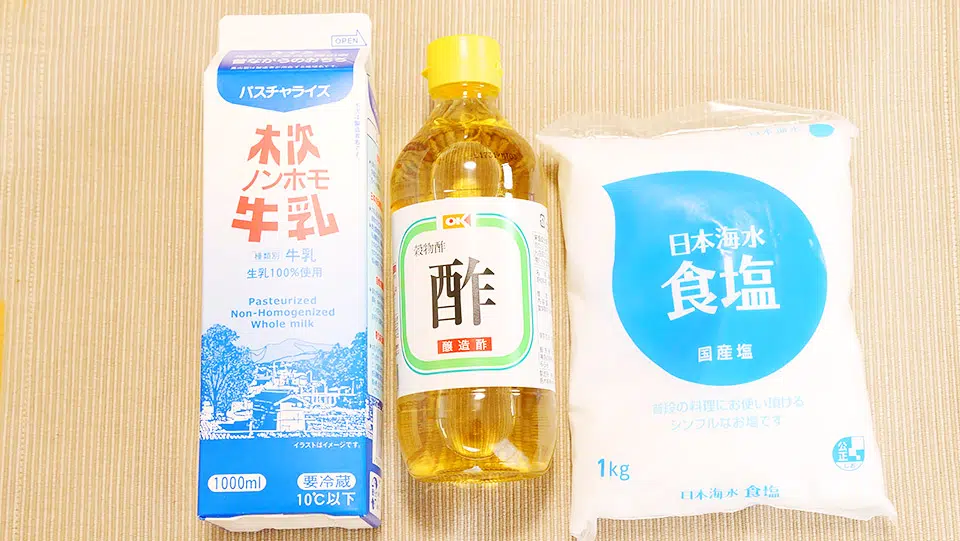 OPEN
パスチャライズ
木次
ノンホモ
牛乳
種類別 牛乳
生乳100%使用
Pasteurized
Non-Homogenized
Whole milk
イラストはイメージです。
1000ml
要冷蔵
10℃以下
OK
穀物酢
酢
醸造酢
日本海水
日本海水
食塩
国産塩
の料理にお使い頂ける
シンプルなお塩です
1kg
公正
日本海水 食塩